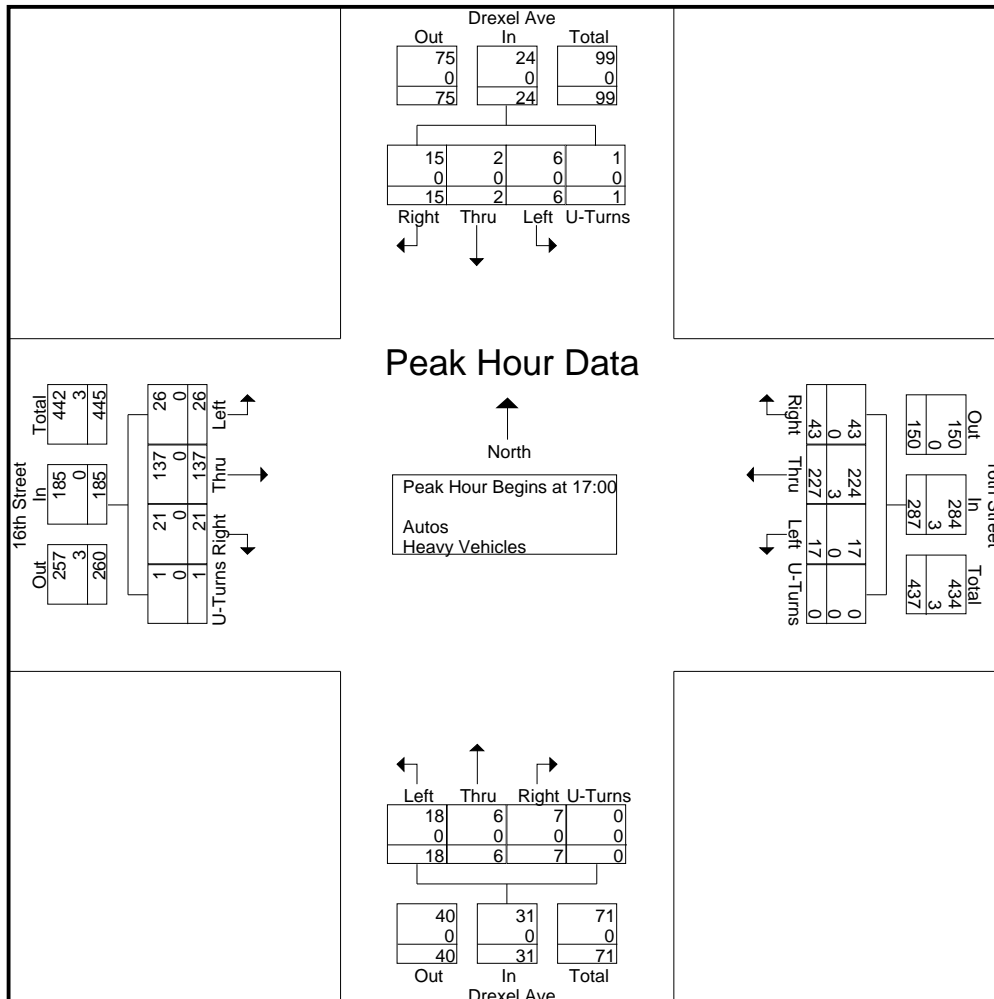 Drexel Ave
Out In Total
75 24 99
0 0 0
75 24 99
15 2 6 1
0 0 0 0
15 2 6 1
Right Thru Left U-Turns
Peak Hour Data
North
Peak Hour Begins at 17:00
Autos
Heavy Vehicles
16th Street
Total In Out
442 185 257
3 0 3
445 185 260
26 137 21 1
0 0 0 0
26 137 21 1
Left Thru Right U-Turns
Street
Out In Total
150 284 434
0 3 3
150 287 437
43 224 17 0
0 3 0 0
43 227 17 0
Right Thru Left U-Turns
Left Thru Right U-Turns
18 6 7 0
0 0 0 0
18 6 7 0
40 31 71
0 0 0
40 31 71
Out In Total
Drexel Ave